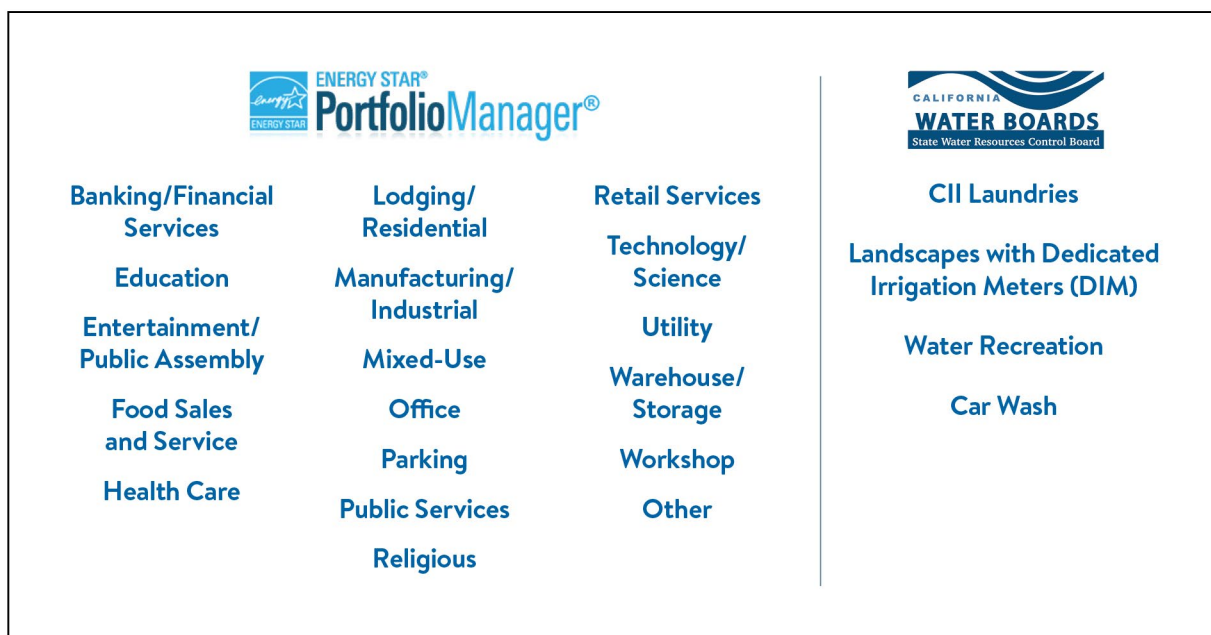 ENERGY STAR®
PortfolioManager®
energy
ENERGY STAR
Banking/Financial
Services
Education
Entertainment/
Public Assembly
Food Sales
and Service
Health Care
Lodging/
Residential
Manufacturing/
Industrial
Mixed-Use
Office
Parking
Public Services
Religious
Retail Services
Technology/
Science
Utility
Warehouse/
Storage
Workshop
Other
CALIFORNIA
WATER BOARDS
State Water Resources Control Board
CII Laundries
Landscapes with Dedicated
Irrigation Meters (DIM)
Water Recreation
Car Wash